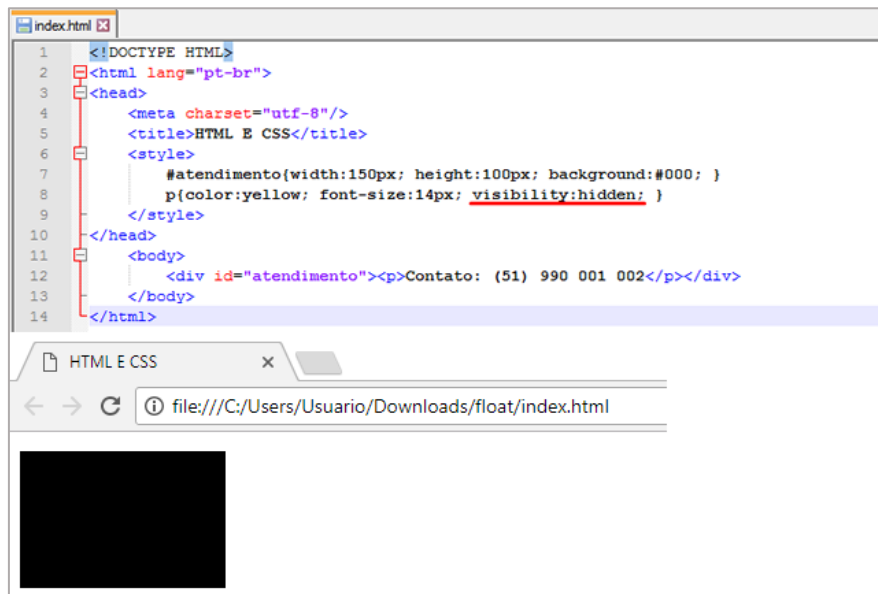 index.html
1 <!DOCTYPE HTML>
2 <html lang="pt-br">
3 <head>
4 <meta charset="utf-8"/>
5 <title>HTML E CSS</title>
6 <style>
7 #atendimento{width:150px; height:100px; background:#000; }
8 p{color:yellow; font-size:14px; visibility:hidden; }
9 </style>
10 </head>
11 <body>
12 <div id="atendimento"><p>Contato: (51) 990 001 002</p></div>
13 </body>
14 </html>
HTML E CSS
file:///C:/Users/Usuario/Downloads/float/index.html